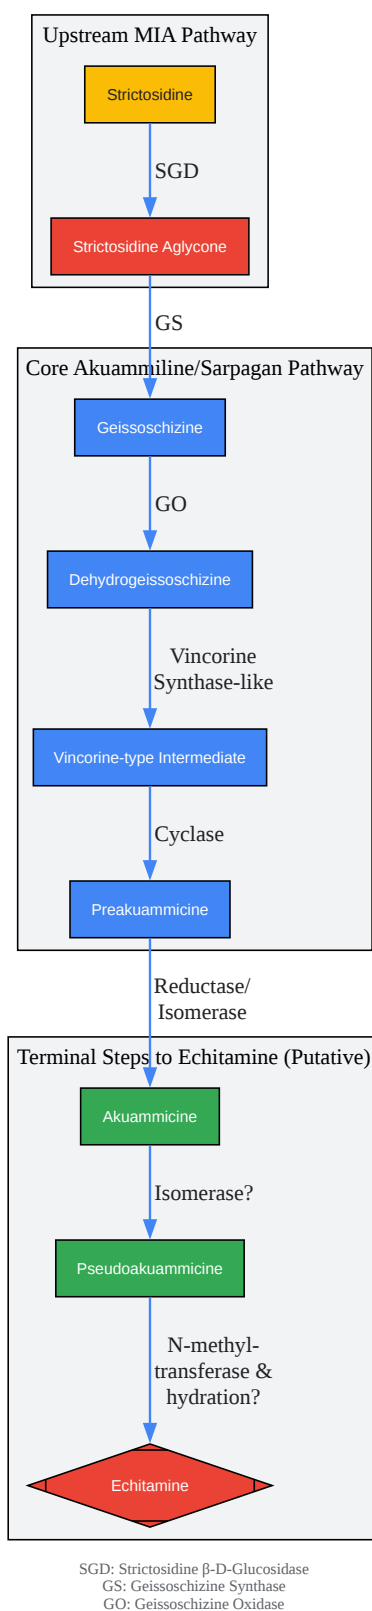 Upstream MIA Pathway
Strictosidine
SGD
Strictosidine Aglycone
GS
Core Akuammiline/Sarpagan Pathway
Geissoschizine
GO
Dehydrogeissoschizine
Vincorine
Synthase-like
Vincorine-type Intermediate
Cyclase
Preakuammicine
Reductase/
Isomerase
Terminal Steps to Echitamine (Putative)
Akuammicine
Isomerase?
Pseudoakuammicine
N-methyl-
transferase &
hydration?
Echitamine
SGD: Strictosidine β-D-Glucosidase
GS: Geissoschizine Synthase
GO: Geissoschizine Oxidase